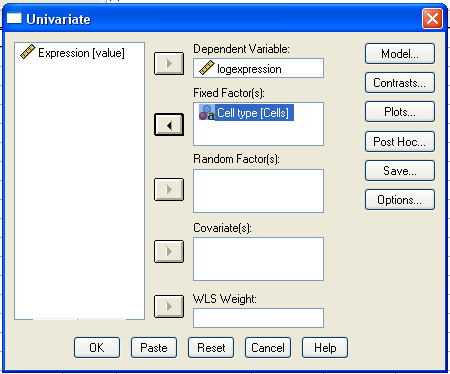 Univariate
Expression [value]
Dependent Variable:
logexpression
Fixed Factor(s):
Cell type [Cells]
Random Factor(s):
Covariate(s):
WLS Weight:
Model...
Contrasts...
Plots...
Post Hoc...
Save...
Options...
OK
Paste
Reset
Cancel
Help